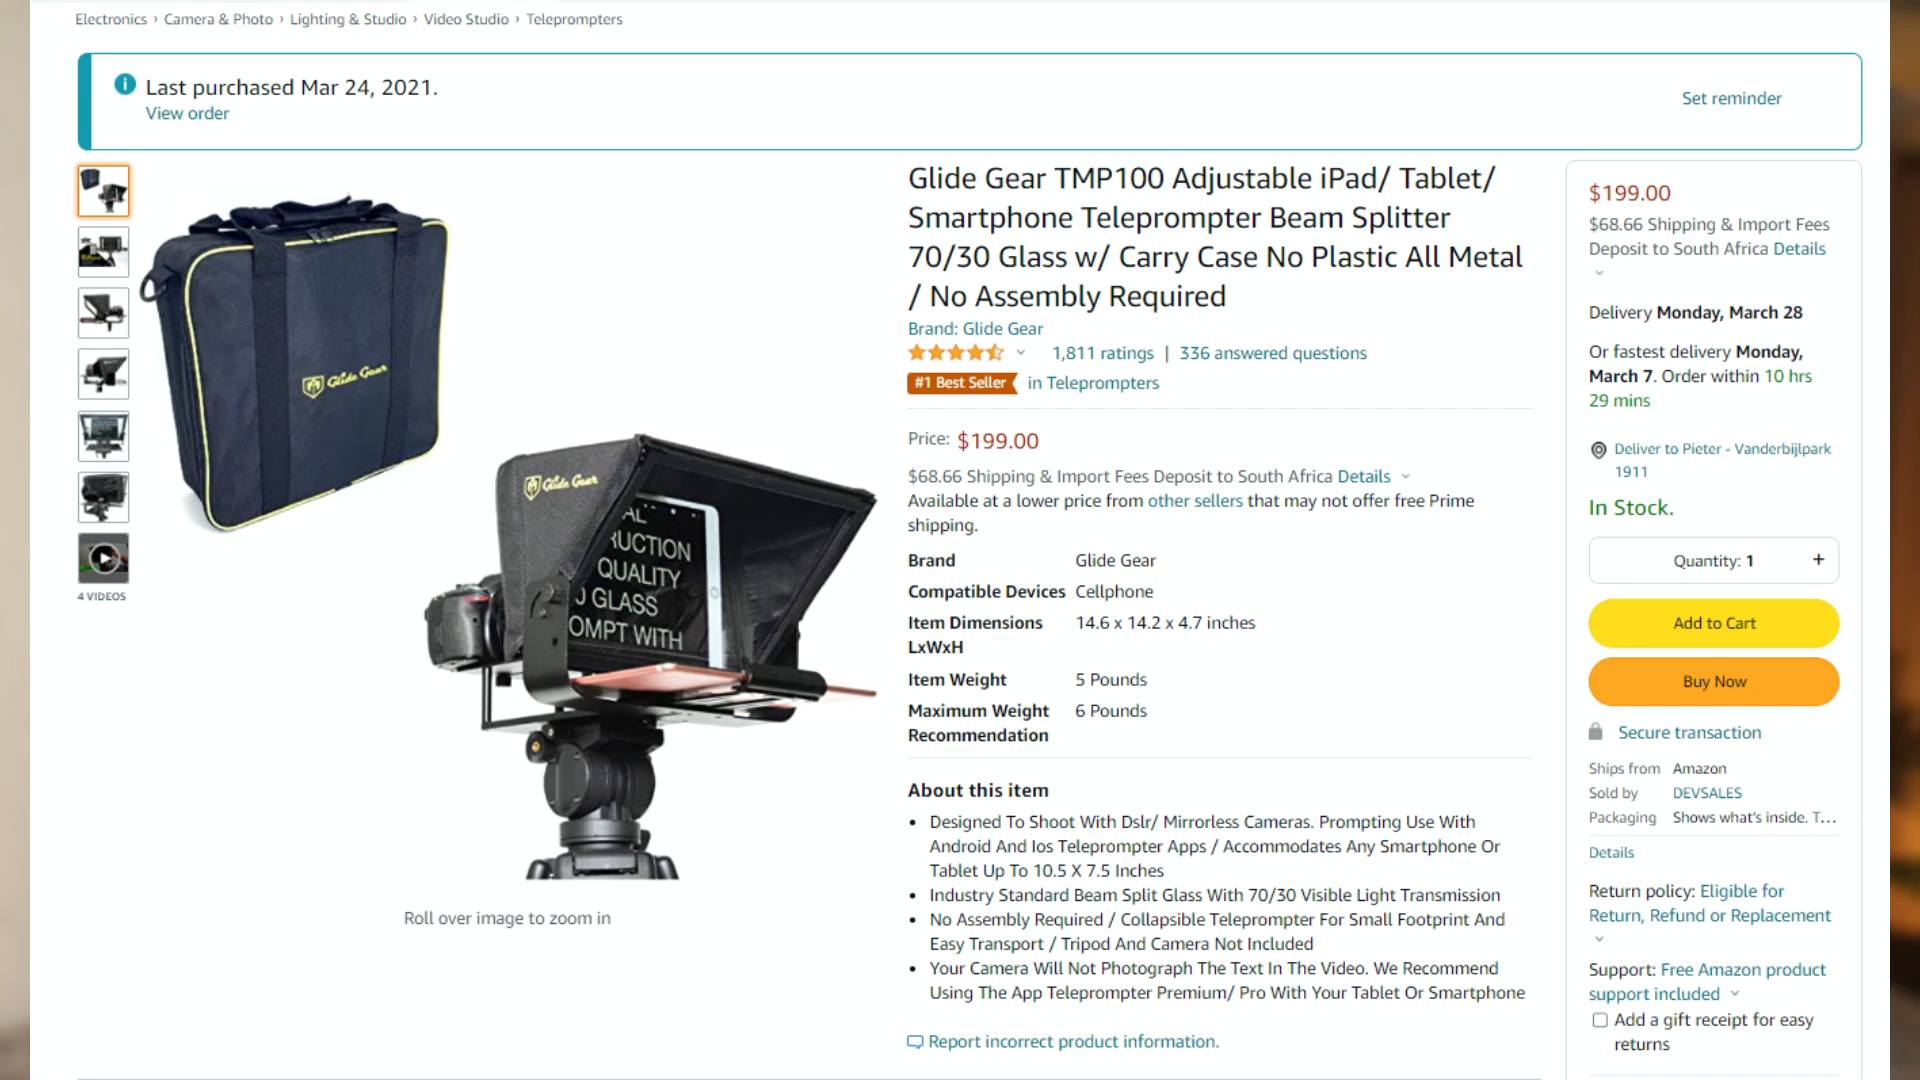 Electronics › Camera & Photo › Lighting & Studio › Video Studio › Teleprompters
Last purchased Mar 24, 2021.
View order
Set reminder
4 VIDEOS
Glide Gear
Glide Gear
AL
RUCTION
QUALITY
GLASS
OMPT WITH
Roll over image to zoom in
Glide Gear TMP100 Adjustable iPad/ Tablet/
Smartphone Teleprompter Beam Splitter
70/30 Glass w/ Carry Case No Plastic All Metal
/ No Assembly Required
Brand: Glide Gear
1,811 ratings | 336 answered questions
#1 Best Seller in Teleprompters
Price: $199.00
$68.66 Shipping & Import Fees Deposit to South Africa Details
Available at a lower price from other sellers that may not offer free Prime
shipping.
Brand Glide Gear
Compatible Devices Cellphone
Item Dimensions 14.6 x 14.2 x 4.7 inches
LxWxH
Item Weight 5 Pounds
Maximum Weight 6 Pounds
Recommendation
About this item
• Designed To Shoot With Dslr/ Mirrorless Cameras. Prompting Use With
Android And Ios Teleprompter Apps / Accommodates Any Smartphone Or
Tablet Up To 10.5 X 7.5 Inches
• Industry Standard Beam Split Glass With 70/30 Visible Light Transmission
• No Assembly Required / Collapsible Teleprompter For Small Footprint And
Easy Transport / Tripod And Camera Not Included
• Your Camera Will Not Photograph The Text In The Video. We Recommend
Using The App Teleprompter Premium/ Pro With Your Tablet Or Smartphone
Report incorrect product information.
$199.00
$68.66 Shipping & Import Fees
Deposit to South Africa Details
Delivery Monday, March 28
Or fastest delivery Monday,
March 7. Order within 10 hrs
29 mins
Deliver to Pieter - Vanderbijlpark
1911
In Stock.
Quantity: 1 +
Add to Cart
Buy Now
Secure transaction
Ships from Amazon
Sold by DEVSALES
Packaging Shows what's inside. T…
Details
Return policy: Eligible for
Return, Refund or Replacement
Support: Free Amazon product
support included
Add a gift receipt for easy
returns